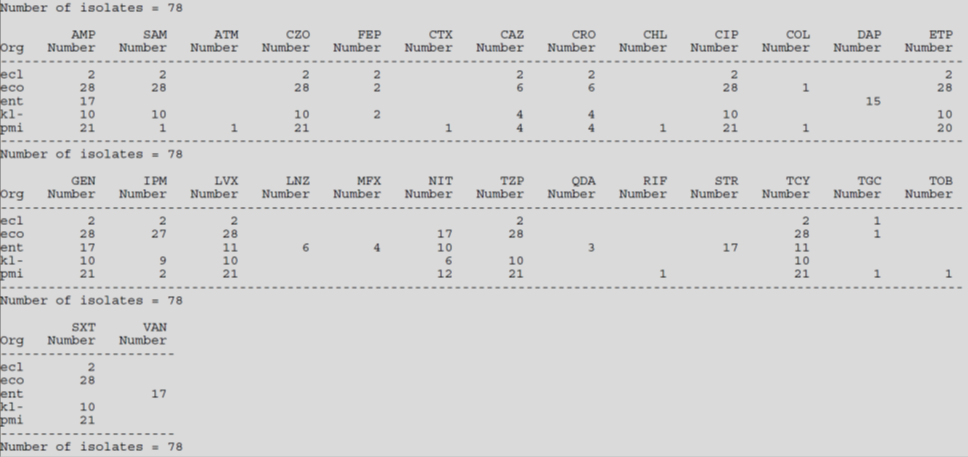 Number of isolates = 78
AMP SAM ATM CZO FEP CTX CAZ CRO CHL CIP COL DAP ETP
Org Number Number Number Number Number Number Number Number Number Number Number Number Number
ecl 2 2 2 2 2 2 2 2
eco 28 28 28 2 6 6 28 1 28
ent 17 15
kl- 10 10 10 2 4 4 10 10
pmi 21 1 1 21 1 4 4 1 21 1 20
Number of isolates = 78
GEN IPM LVX LNZ MFX NIT TZP QDA RIF STR TCY TGC TOB
Org Number Number Number Number Number Number Number Number Number Number Number Number Number
ecl 2 2 2 2 2 1
eco 28 27 28 17 28 28 1
ent 17 11 6 4 10 3 17 11
kl- 10 9 10 6 10 10
pmi 21 2 21 12 21 1 21 1 1
Number of isolates = 78
SXT VAN
Org Number Number
ecl 2
eco 28
ent 17
kl- 10
pmi 21
Number of isolates = 78